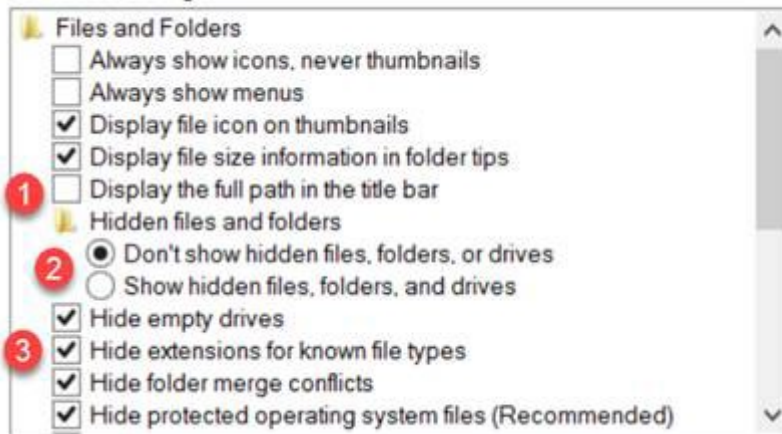 Files and Folders
Always show icons, never thumbnails
Always show menus
Display file icon on thumbnails
Display file size information in folder tips
1 Display the full path in the title bar
Hidden files and folders
2 Don't show hidden files, folders, or drives
Show hidden files, folders, and drives
Hide empty drives
3 Hide extensions for known file types
Hide folder merge conflicts
Hide protected operating system files (Recommended)